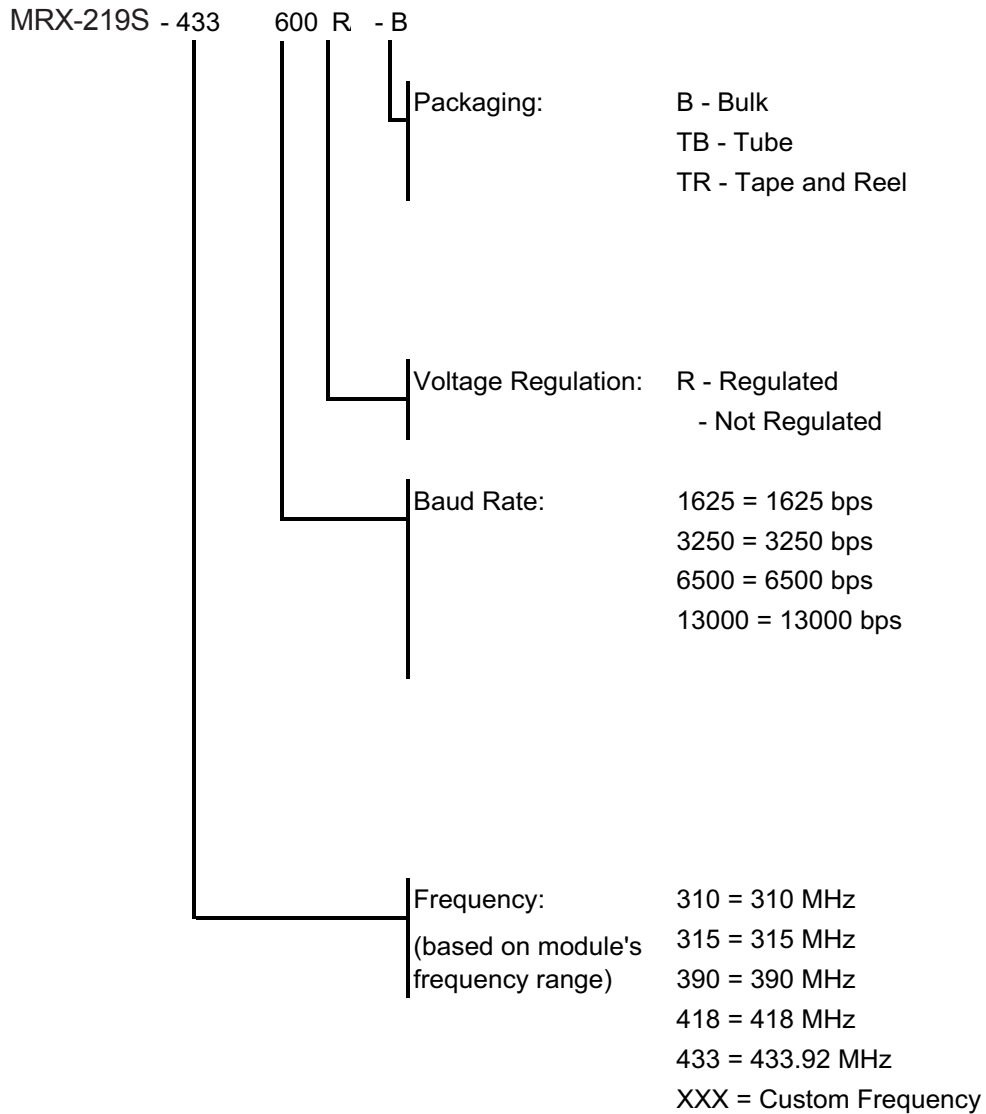 MRX-219S - 433 600 R - B
Packaging: B - Bulk
TB - Tube
TR - Tape and Reel
Voltage Regulation: R - Regulated
- Not Regulated
Baud Rate: 1625 = 1625 bps
3250 = 3250 bps
6500 = 6500 bps
13000 = 13000 bps
Frequency: 310 = 310 MHz
(based on module's 315 = 315 MHz
frequency range) 390 = 390 MHz
418 = 418 MHz
433 = 433.92 MHz
XXX = Custom Frequency